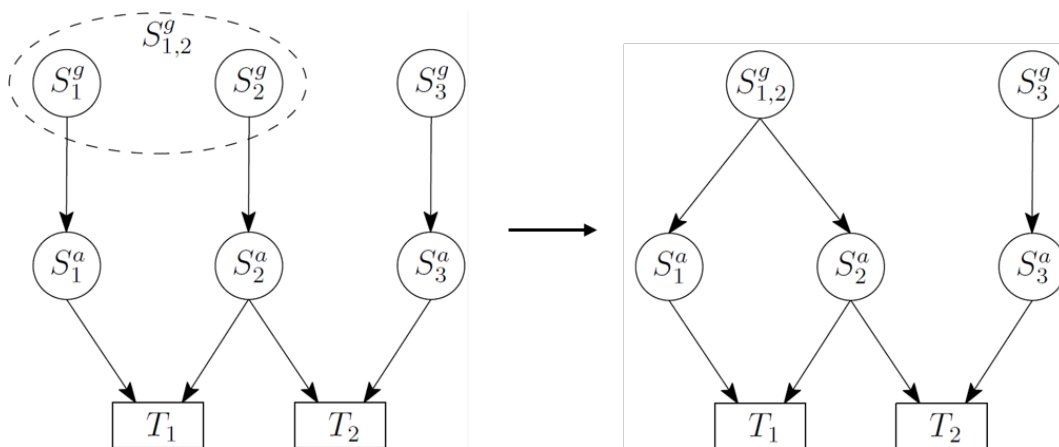 S^g_{1,2}
S^g_1 S^g_2 S^g_3 S^g_{1,2} S^g_3
S^a_1 S^a_2 S^a_3 S^a_1 S^a_2 S^a_3
T_1 T_2 T_1 T_2